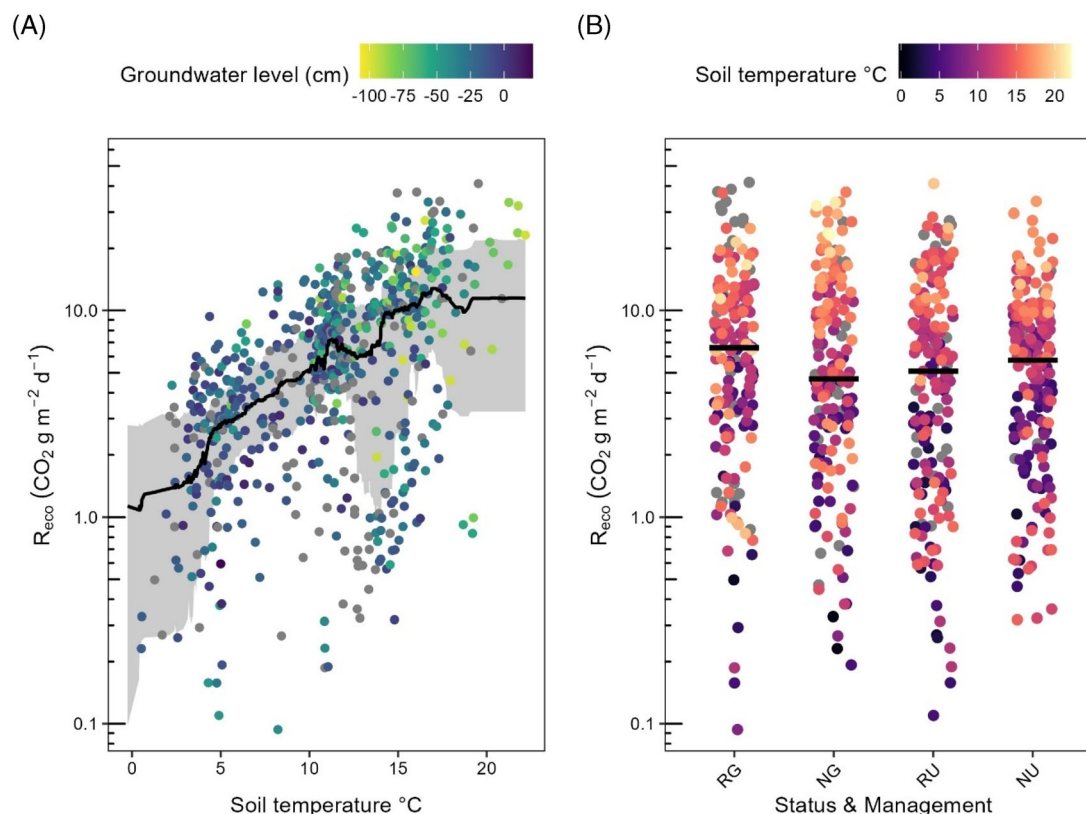 (A)
Groundwater level (cm)
-100 -75 -50 -25 0
R_eco (CO₂ g m⁻² d⁻¹)
10.0
1.0
0.1
0 5 10 15 20
Soil temperature °C
(B)
Soil temperature °C
0 5 10 15 20
R_eco (CO₂ g m⁻² d⁻¹)
10.0
1.0
0.1
RG NG RU NU
Status & Management